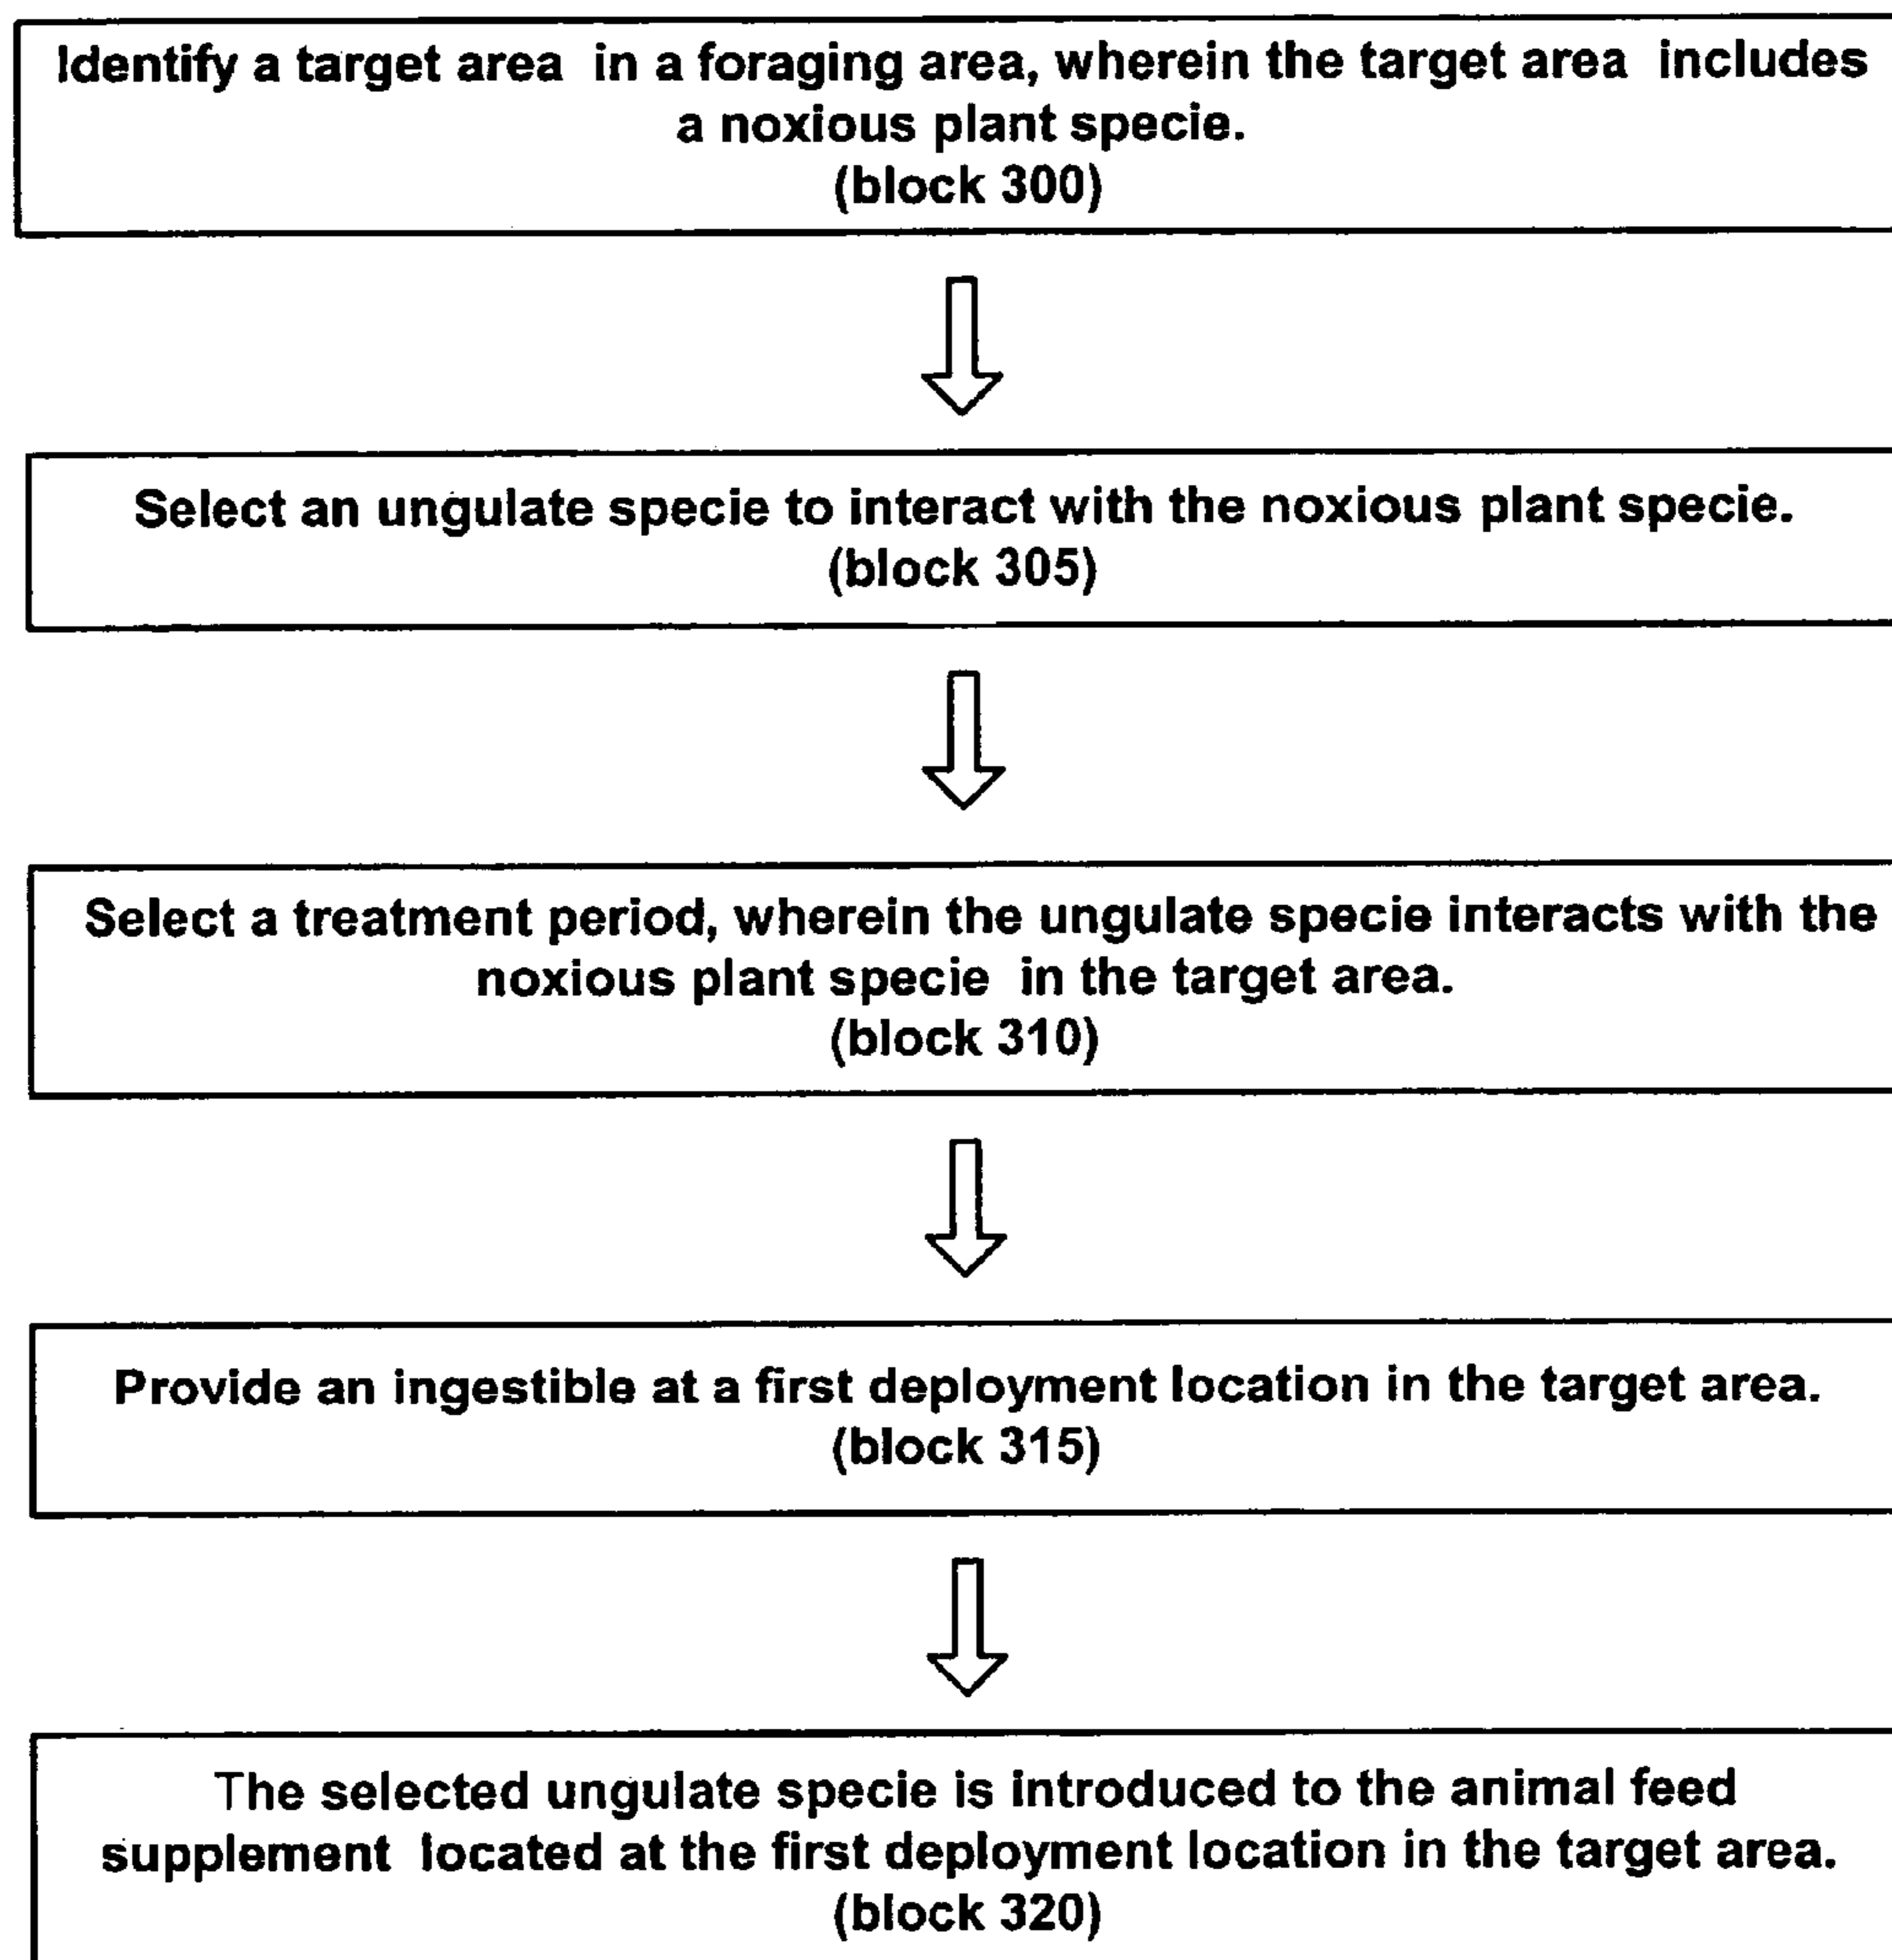 Identify a target area in a foraging area, wherein the target area includes
a noxious plant specie.
(block 300)
Select an ungulate specie to interact with the noxious plant specie.
(block 305)
Select a treatment period, wherein the ungulate specie interacts with the
noxious plant specie in the target area.
(block 310)
Provide an ingestible at a first deployment location in the target area.
(block 315)
The selected ungulate specie is introduced to the animal feed
supplement located at the first deployment location in the target area.
(block 320)